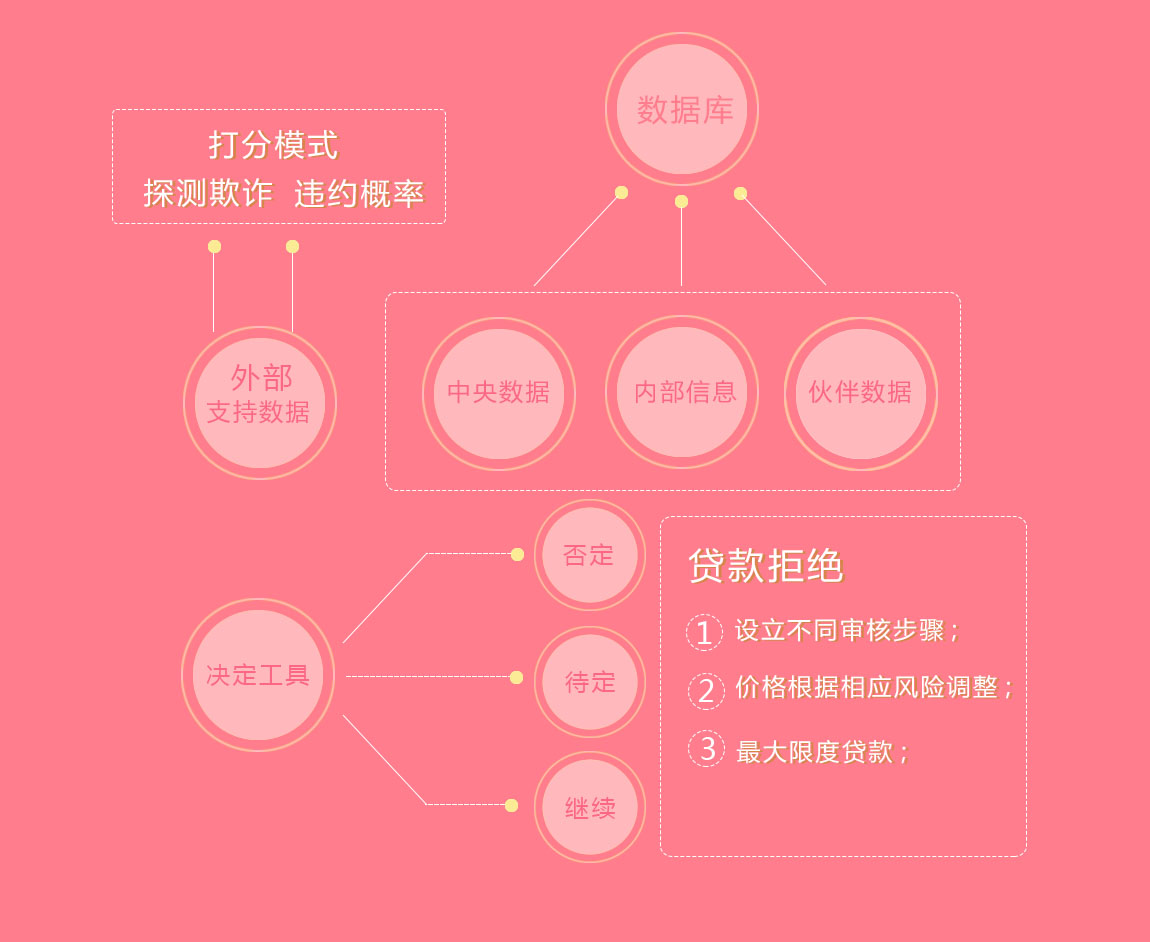 数据库
打分模式
探测欺诈 违约概率
外部
支持数据
中央数据
内部信息
伙伴数据
决定工具
否定
待定
继续
贷款拒绝
1 设立不同审核步骤;
2 价格根据相应风险调整;
3 最大限度贷款;